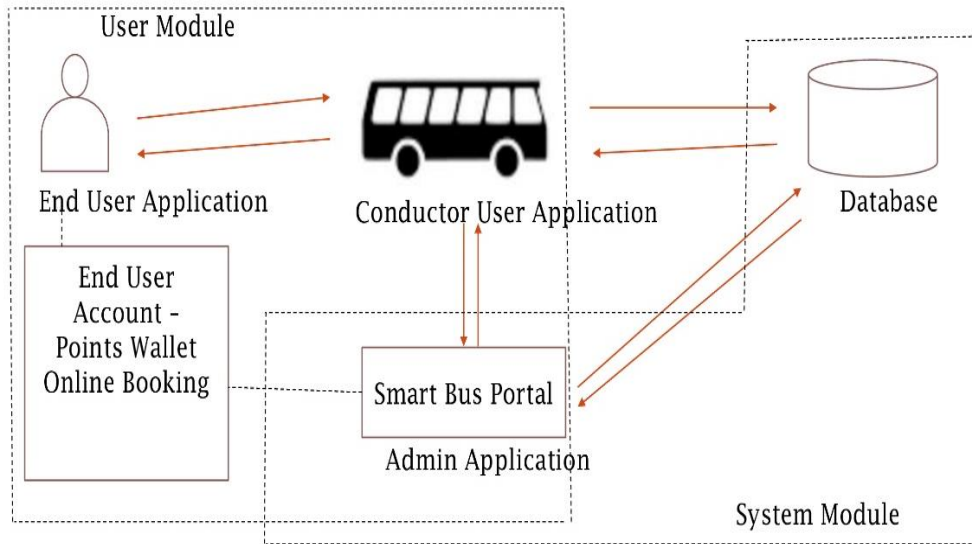 User Module
End User Application
Conductor User Application
Database
End User
Account -
Points Wallet
Online Booking
Smart Bus Portal
Admin Application
System Module